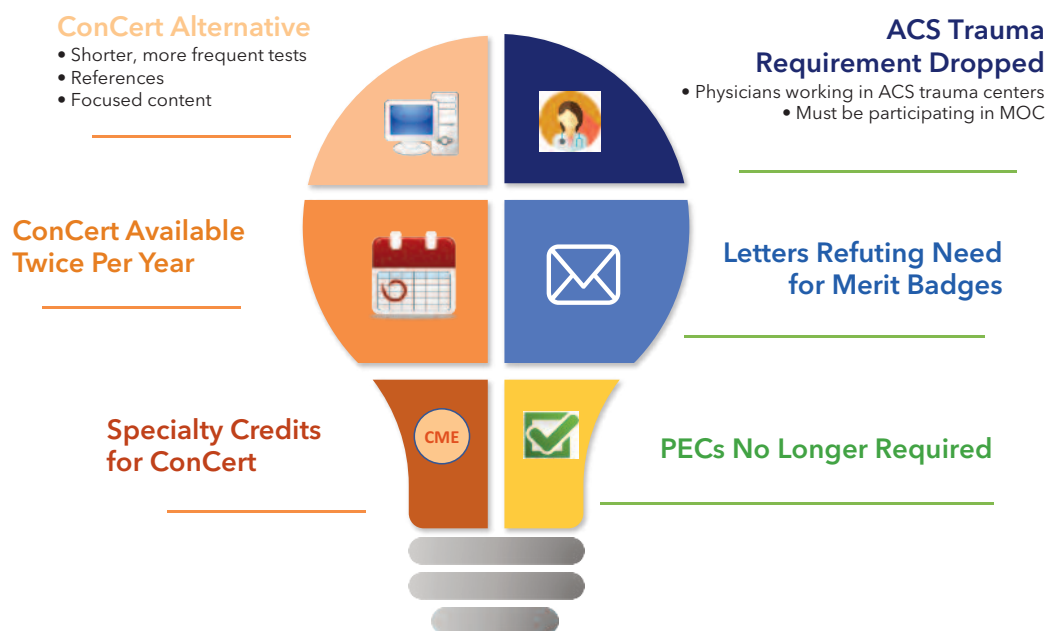 ConCert Alternative
• Shorter, more frequent tests
• References
• Focused content
ACS Trauma
Requirement Dropped
• Physicians working in ACS trauma centers
• Must be participating in MOC
ConCert Available
Twice Per Year
Letters Refuting Need
for Merit Badges
Specialty Credits
for ConCert
CME
PECs No Longer Required